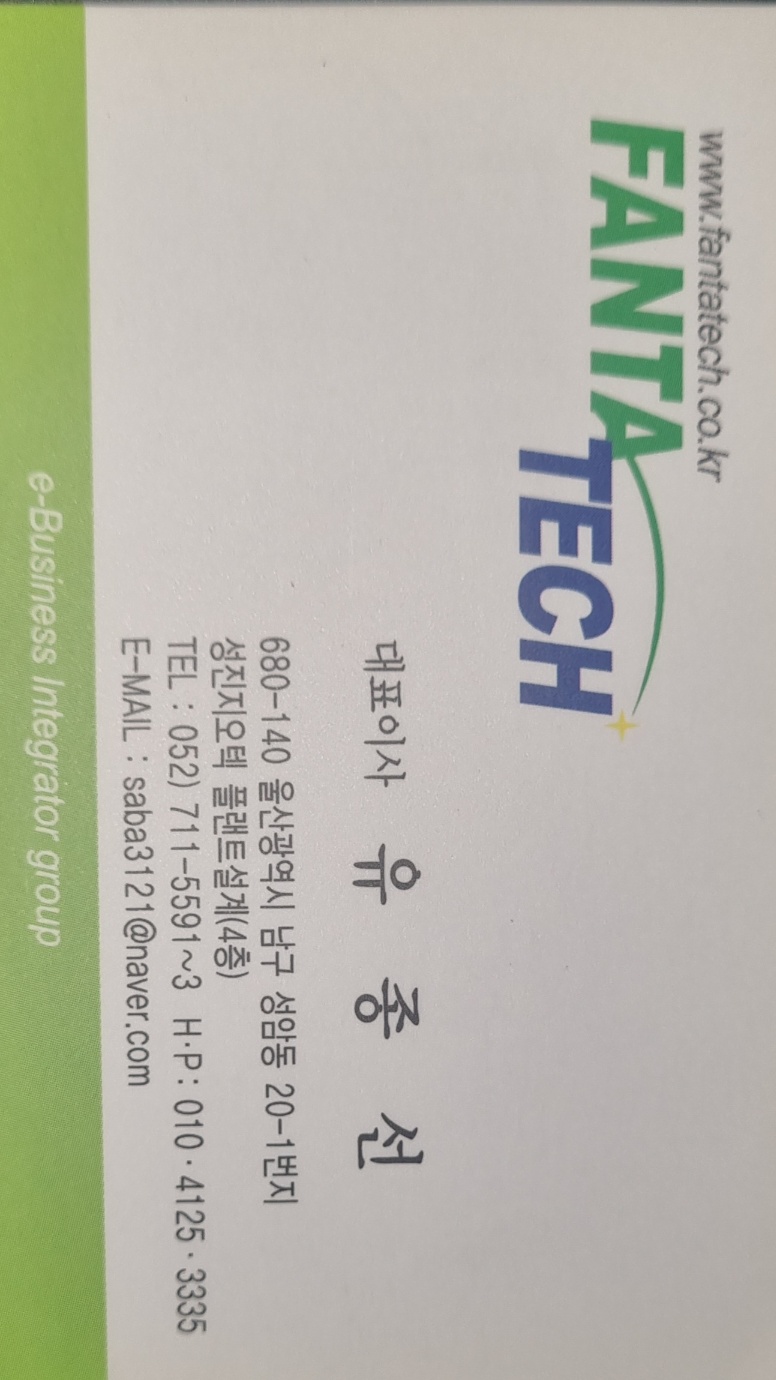 www.fantatech.co.kr
FANTA
TECH
대표이사 유 종 선
680-140 울산광역시 남구 성암동 20-1번지
성진지오텍 플랜트설계(4층)
TEL : 052) 711-5591~3 H·P : 010 · 4125 · 3335
E-MAIL : saba3121@naver.com
e-Business Integrator group